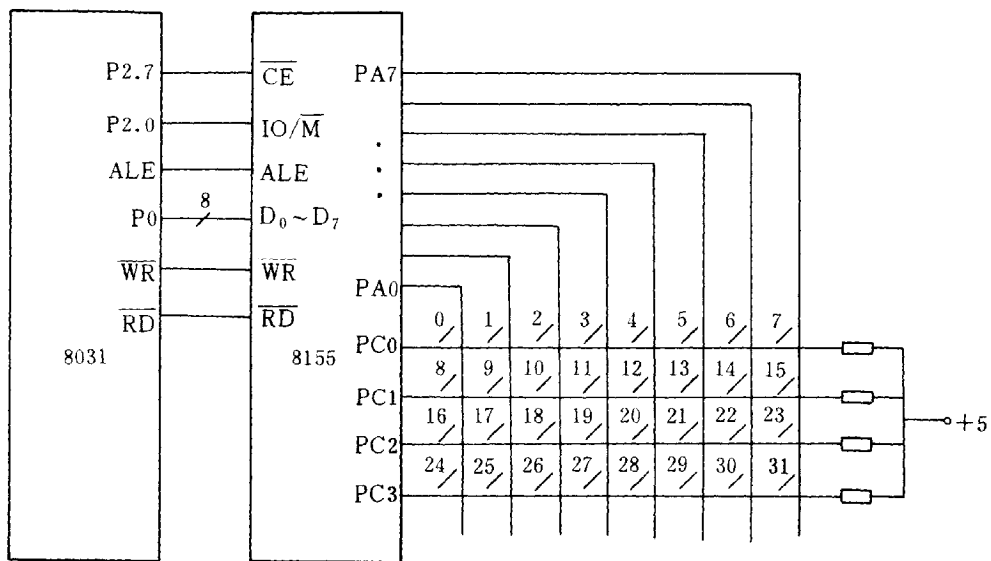 P2.7 CE PA7
P2.0 IO/M
ALE ALE
8
P0 D₀~D₇
WR WR
PA0
RD RD
0 1 2 3 4 5 6 7
8031 8155 PC0
8 9 10 11 12 13 14 15
PC1
16 17 18 19 20 21 22 23
+5
PC2
24 25 26 27 28 29 30 31
PC3